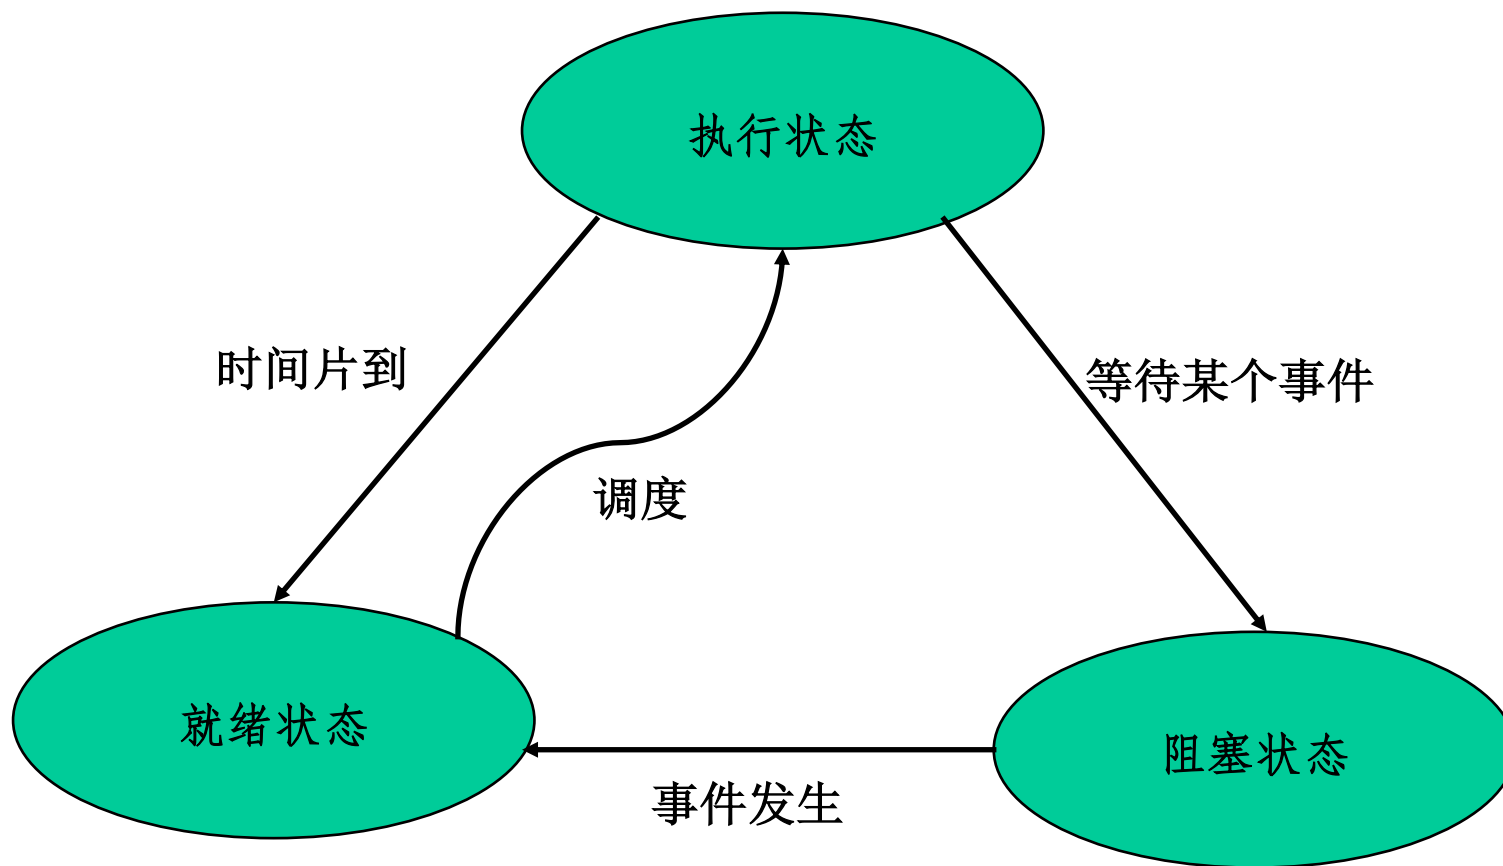 执行状态
时间片到
等待某个事件
调度
就绪状态
阻塞状态
事件发生